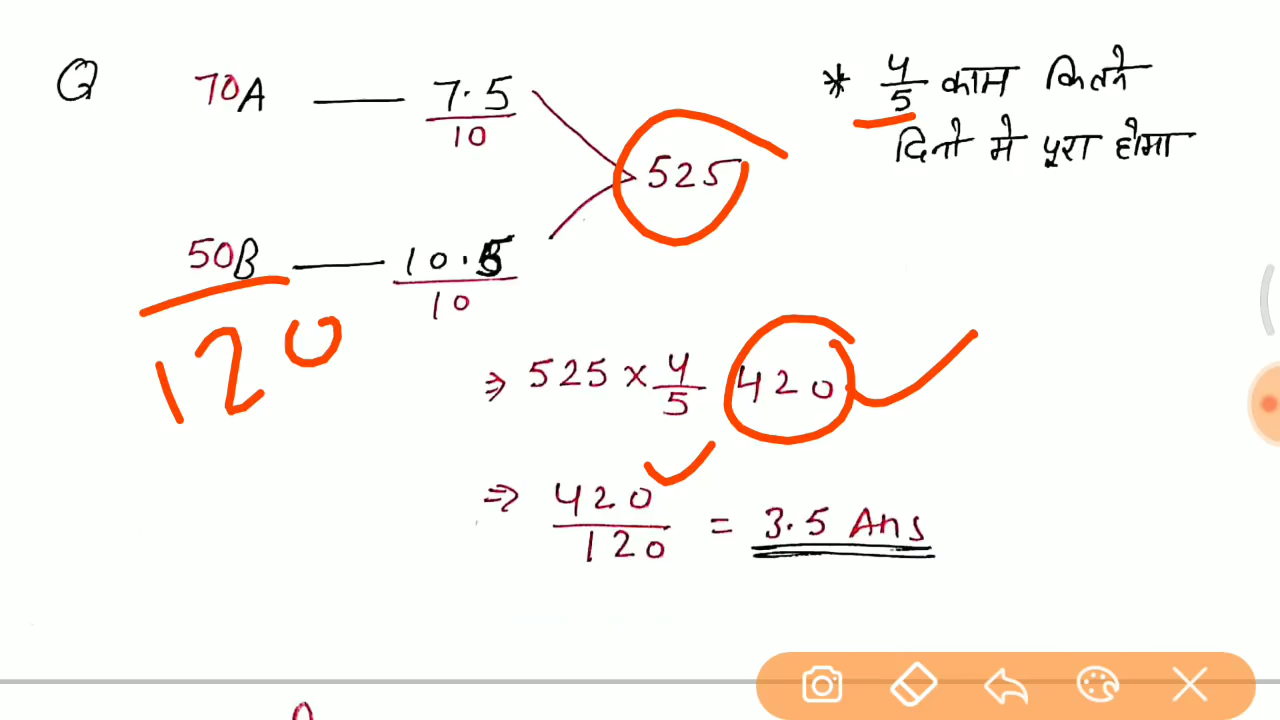 Q 70A — 7.5/10
525
* 4/5 काम कितने
दिनो मे पूरा होगा
50B — 10.5/10
120
⇒ 525 × 4/5 420
⇒ 420/120 = 3.5 Ans